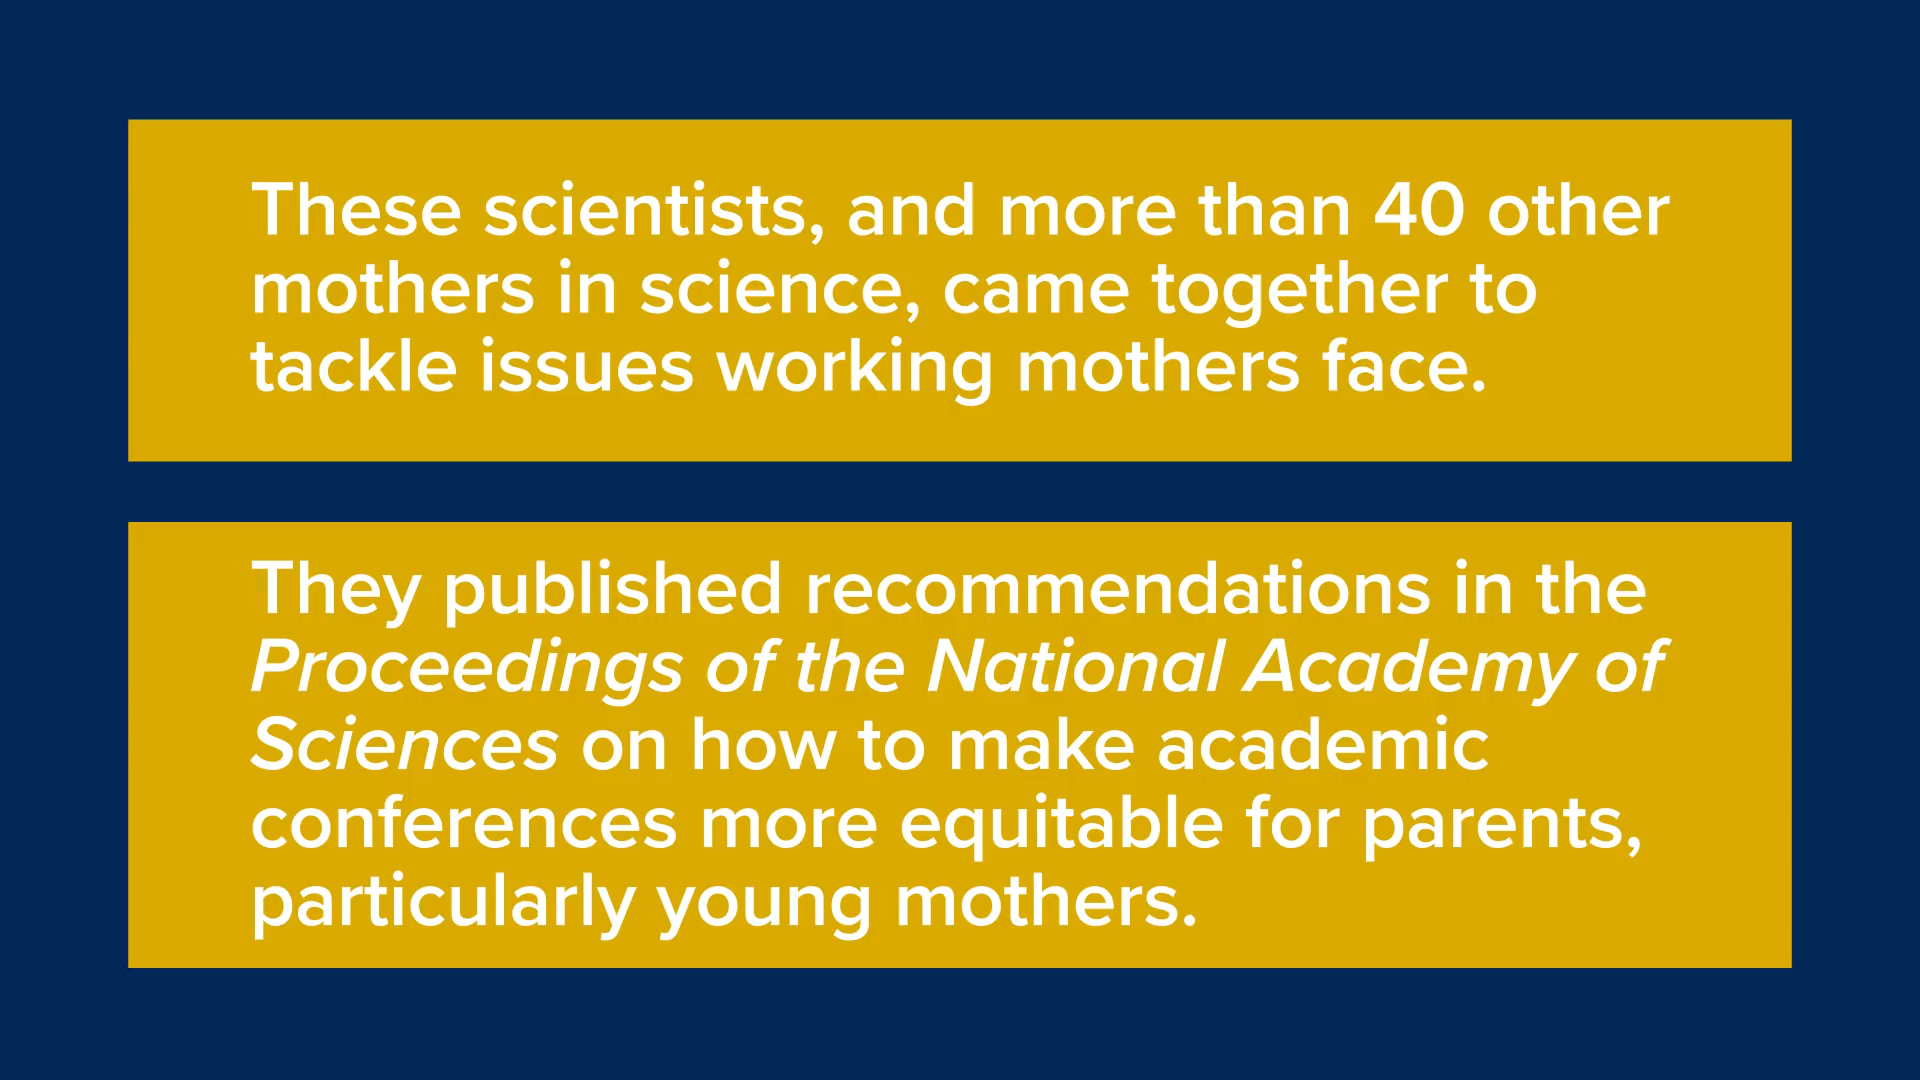 These scientists, and more than 40 other
mothers in science, came together to
tackle issues working mothers face.
They published recommendations in the
Proceedings of the National Academy of
Sciences on how to make academic
conferences more equitable for parents,
particularly young mothers.